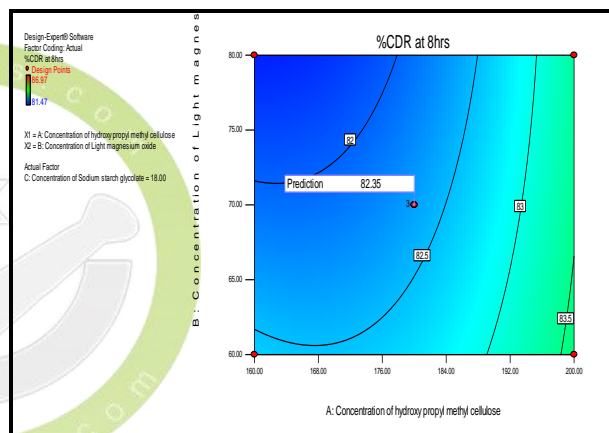 Design-Expert® Software
Factor Coding: Actual
%CDR at 8hrs
Design Points
86.97
81.47
X1 = A: Concentration of hydroxy propyl methyl cellulose
X2 = B: Concentration of Light magnesium oxide
Actual Factor
C: Concentration of Sodium starch glycolate = 18.00
%CDR at 8hrs
B: Concentration of Light magnes
80.00
75.00
70.00
65.00
60.00
82
Prediction 82.35
3
82.5
83
83.5
160.00 168.00 176.00 184.00 192.00 200.00
A: Concentration of hydroxy propyl methyl cellulose